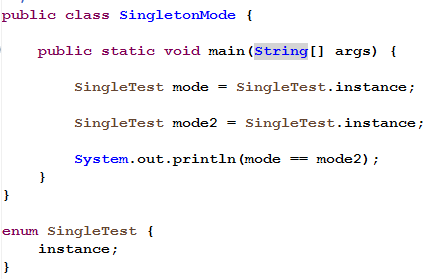 public class SingletonMode {
public static void main(String[] args) {
SingleTest mode = SingleTest.instance;
SingleTest mode2 = SingleTest.instance;
System.out.println(mode == mode2);
}
}
enum SingleTest {
instance;
}